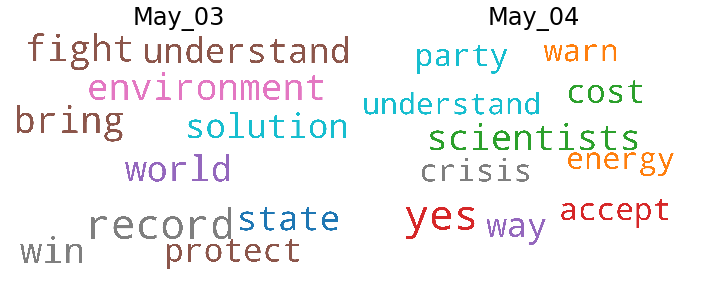 May_03
fight understand
environment
bring
solution
world
record state
win protect
May_04
party warn
cost
understand
scientists
crisis energy
yes way accept